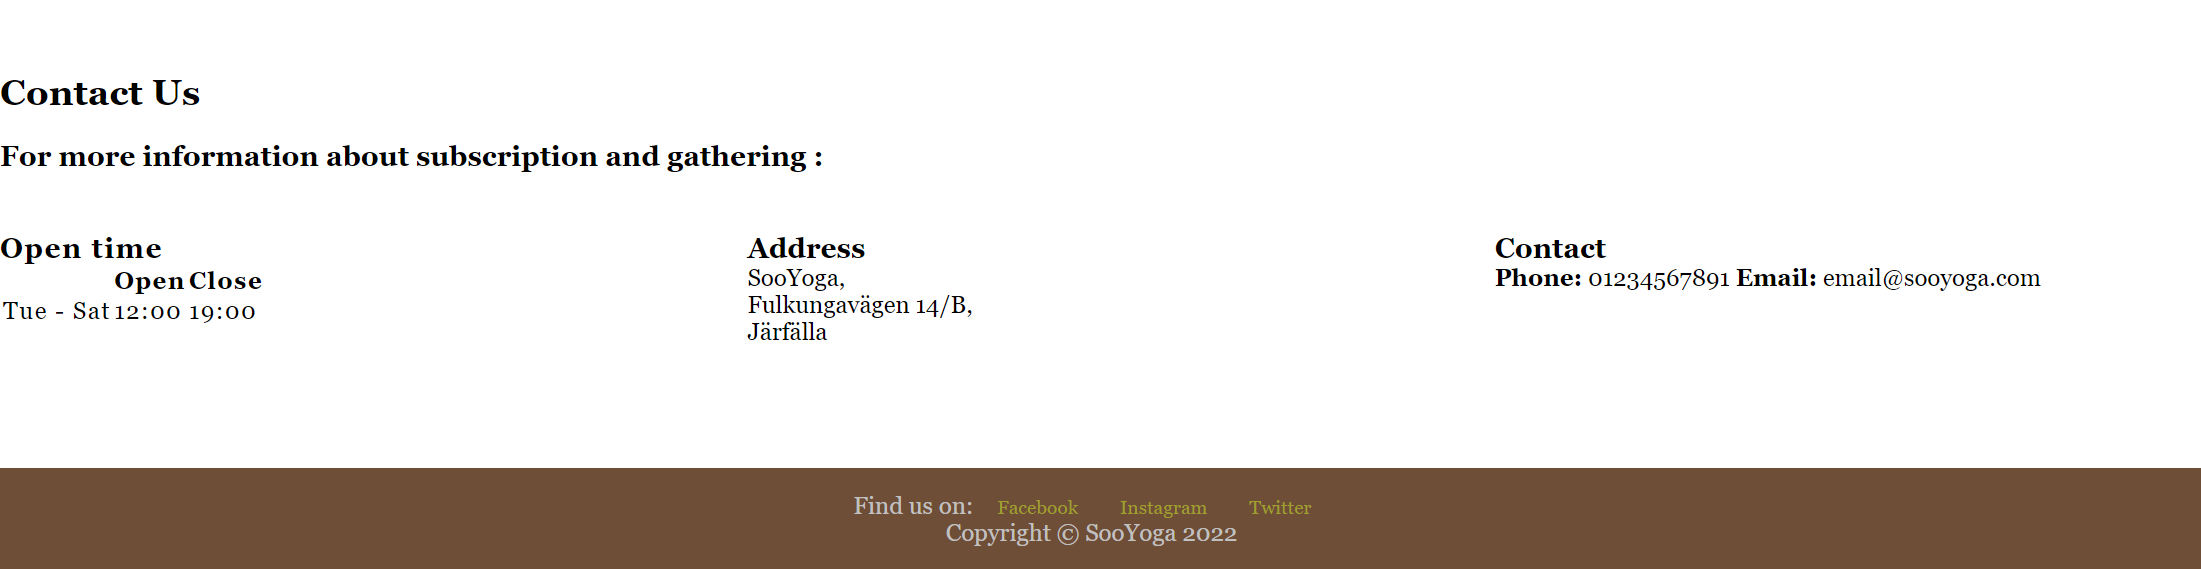 Contact Us
For more information about subscription and gathering :
Open time
Open Close
Tue - Sat 12:00 19:00
Address
SooYoga,
Fulkungavägen 14/B,
Järfälla
Contact
Phone: 01234567891 Email: email@sooyoga.com
Find us on: Facebook Instagram Twitter
Copyright © SooYoga 2022